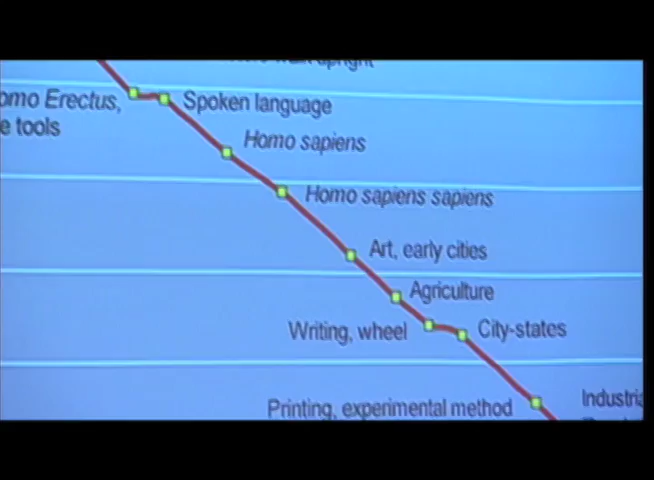 upright
omo Erectus,
e tools
Spoken language
Homo sapiens
Homo sapiens sapiens
Art, early cities
Agriculture
Writing, wheel
City-states
Printing, experimental method
Industria